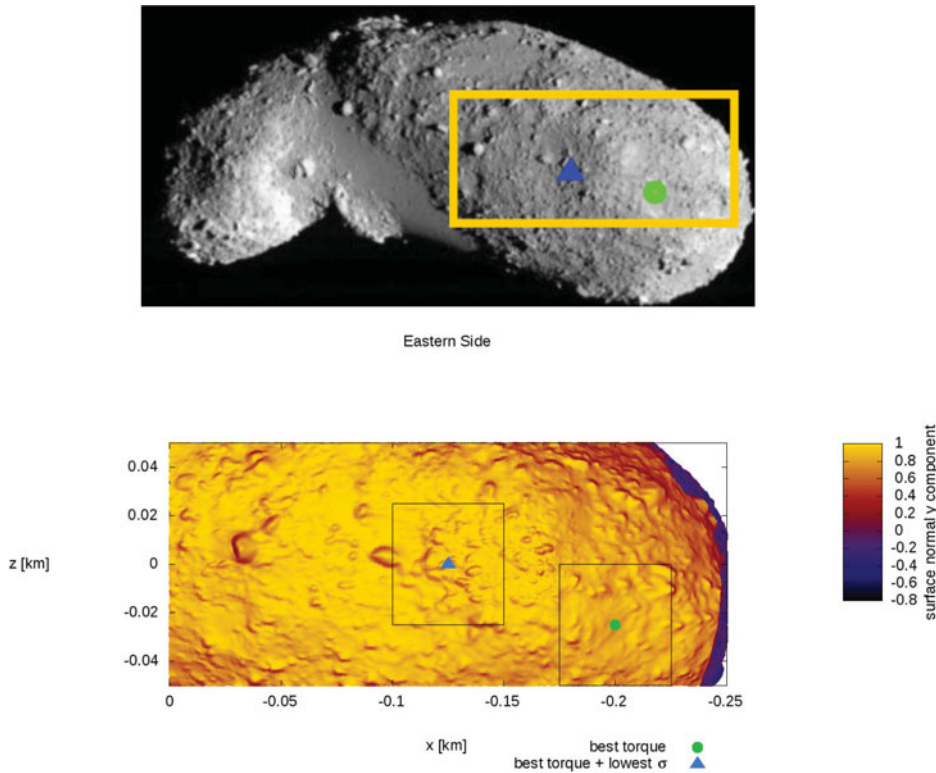 Eastern Side
z [km]
0.04
0.02
0
-0.02
-0.04
0 -0.05 -0.1 -0.15 -0.2 -0.25
x [km]
1
0.8
0.6
0.4
0.2
0
-0.2
-0.4
-0.6
-0.8
surface normal y component
best torque
best torque + lowest σ